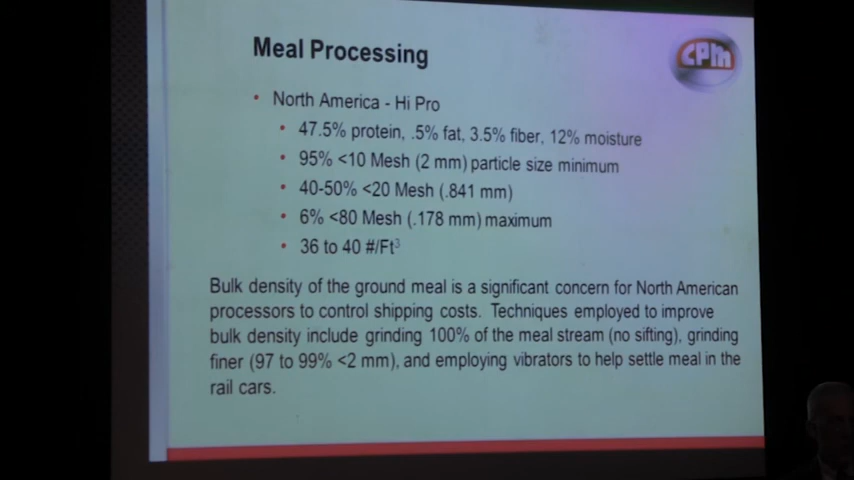 Meal Processing
CPM
• North America - Hi Pro
• 47.5% protein, .5% fat, 3.5% fiber, 12% moisture
• 95% <10 Mesh (2 mm) particle size minimum
• 40-50% <20 Mesh (.841 mm)
• 6% <80 Mesh (.178 mm) maximum
• 36 to 40 #/Ft³
Bulk density of the ground meal is a significant concern for North American
processors to control shipping costs. Techniques employed to improve
bulk density include grinding 100% of the meal stream (no sifting), grinding
finer (97 to 99% <2 mm), and employing vibrators to help settle meal in the
rail cars.